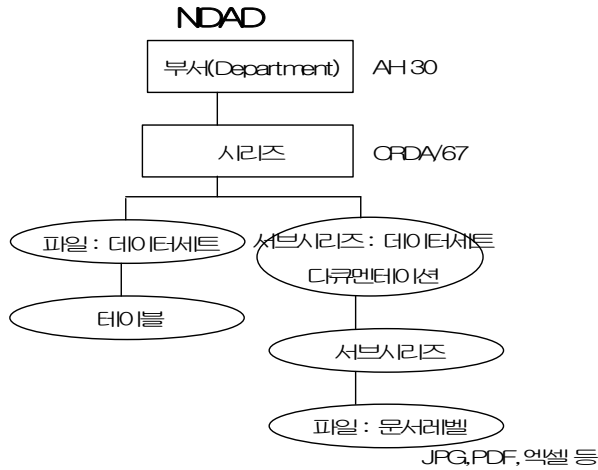 NDAD
부서(Department) AH 30
시리즈 CRDA/67
파일 : 데이터세트 서브시리즈 : 데이터세트
다큐멘테이션
테이블
서브시리즈
파일 : 문서레벨
JPG,PDF, 엑셀 등